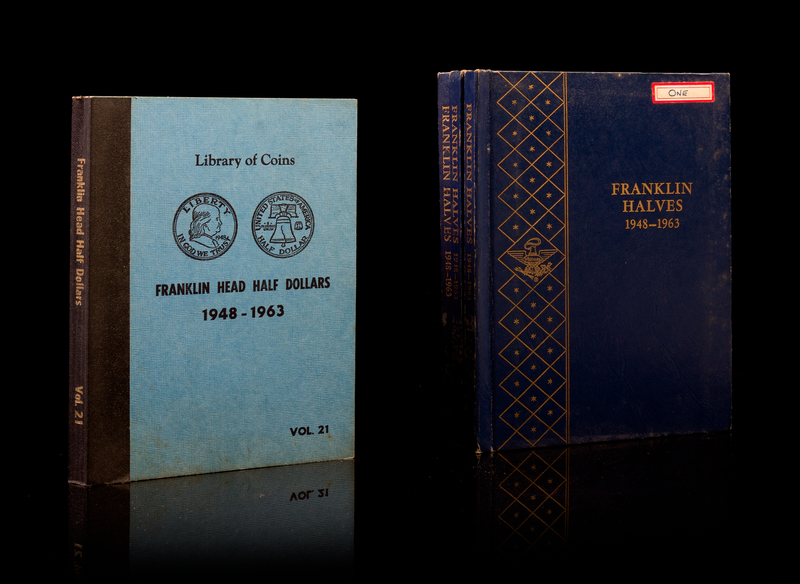 Franklin Head Half Dollars
Vol. 21
Library of Coins
LIBERTY
IN GOD WE TRUST
UNITED STATES OF AMERICA
HALF DOLLAR
FRANKLIN HEAD HALF DOLLARS
1948 - 1963
VOL. 21
FRANKLIN HALVES 1948-1963
FRANKLIN HALVES
FRANKLIN HALVES
ONE
FRANKLIN
HALVES
1948-1963